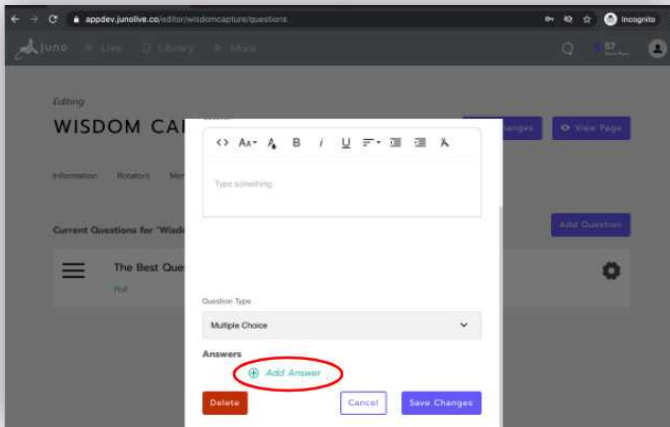 appdev.junolive.co/editor/wisdomcapture/questions
Incognito
Juno
Live
Library
More
57
Editing
WISDOM CAI
Changes
View Page
Information
Rotators
Current Questions for "Wisd
Add Question
The Best Que
Poll
Type something
Question Type
Multiple Choice
Answers
Add Answer
Delete
Cancel
Save Changes